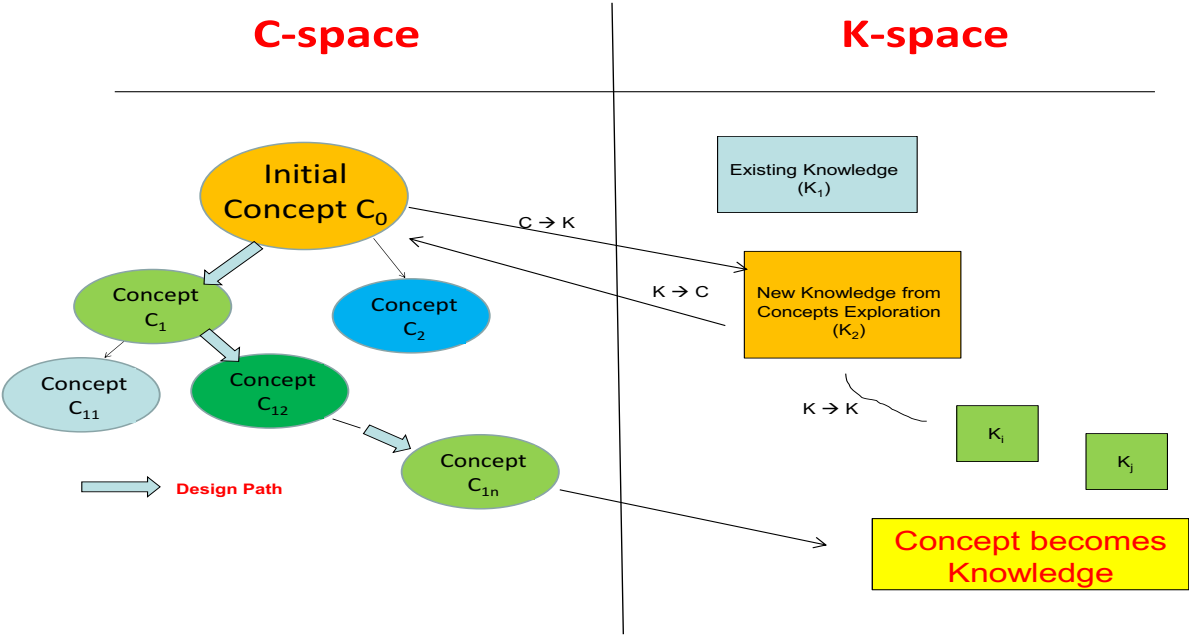 C-space
K-space
Initial
Concept C₀
Existing Knowledge
(K₁)
C → K
K → C
Concept
C₁
Concept
C₂
New Knowledge from
Concepts Exploration
(K₂)
Concept
C₁₁
Concept
C₁₂
K → K
Kᵢ
Kⱼ
Concept
C₁ₙ
Design Path
Concept becomes
Knowledge